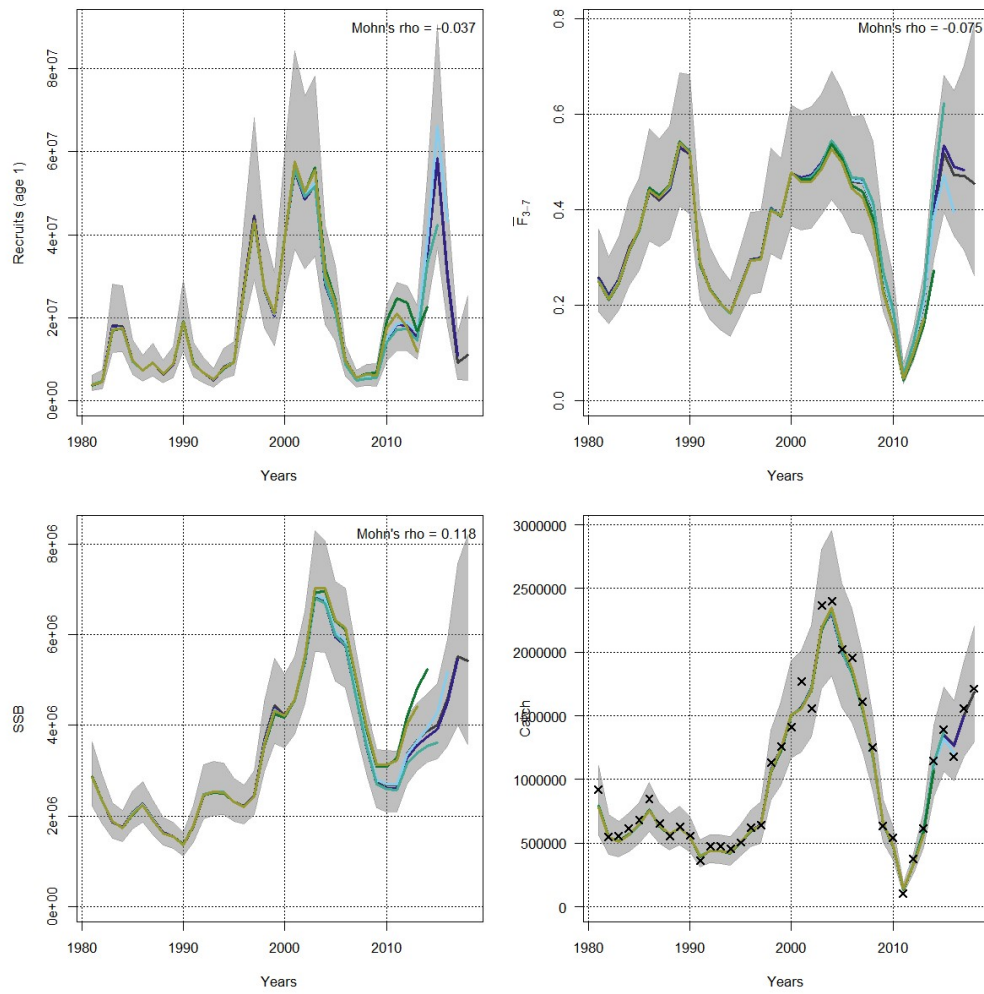 Mohn's rho = -0.037
Recruits (age 1)
8e+07
6e+07
4e+07
2e+07
0e+00
1980 1990 2000 2010
Years
Mohn's rho = -0.075
F̅3–7
0.8
0.6
0.4
0.2
0.0
1980 1990 2000 2010
Years
Mohn's rho = 0.118
SSB
8e+06
6e+06
4e+06
2e+06
0e+00
1980 1990 2000 2010
Years
Catch
3000000
2500000
2000000
1500000
1000000
500000
0
1980 1990 2000 2010
Years